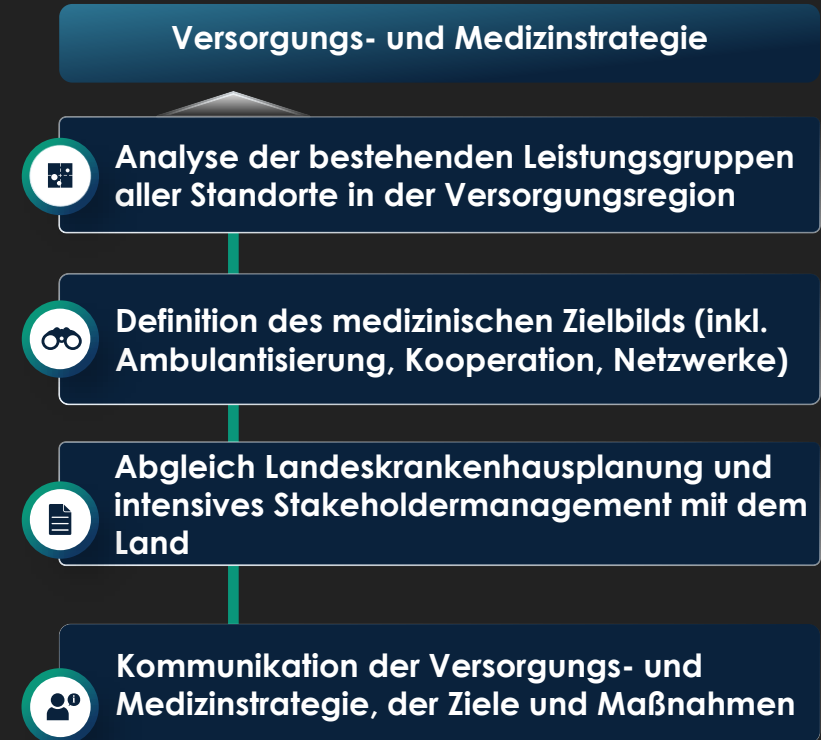 Versorgungs- und Medizinstrategie
Analyse der bestehenden Leistungsgruppen
aller Standorte in der Versorgungsregion
Definition des medizinischen Zielbilds (inkl.
Ambulantisierung, Kooperation, Netzwerke)
Abgleich Landeskrankenhausplanung und
intensives Stakeholdermanagement mit dem
Land
Kommunikation der Versorgungs- und
Medizinstrategie, der Ziele und Maßnahmen